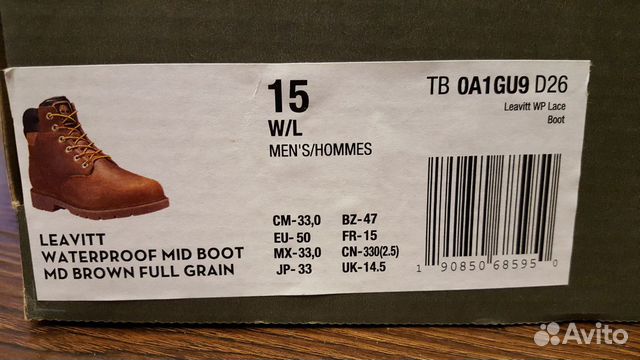 15
W/L
MEN'S/HOMMES
TB 0A1GU9 D26
Leavitt WP Lace
Boot
LEAVITT
WATERPROOF MID BOOT
MD BROWN FULL GRAIN
CM-33,0 BZ-47
EU- 50 FR-15
MX-33,0 CN-330(2.5)
JP- 33 UK-14.5
1 90850 68595 0
Avito